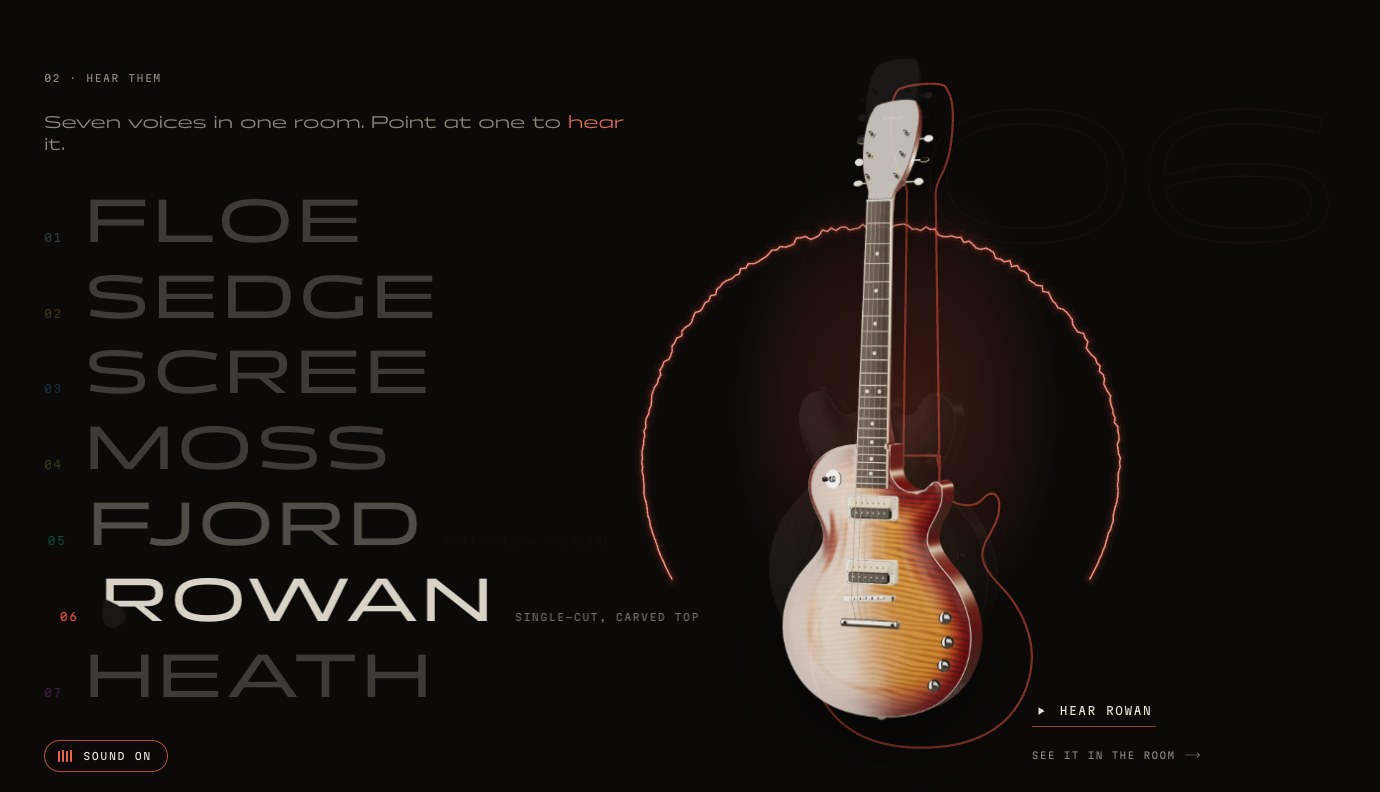 02 · HEAR THEM
Seven voices in one room. Point at one to hear
it.
01 FLOE
02 SEDGE
03 SCREE
04 MOSS
05 FJORD
06 ROWAN SINGLE-CUT, CARVED TOP
07 HEATH
06
▶ HEAR ROWAN
SEE IT IN THE ROOM →
SOUND ON